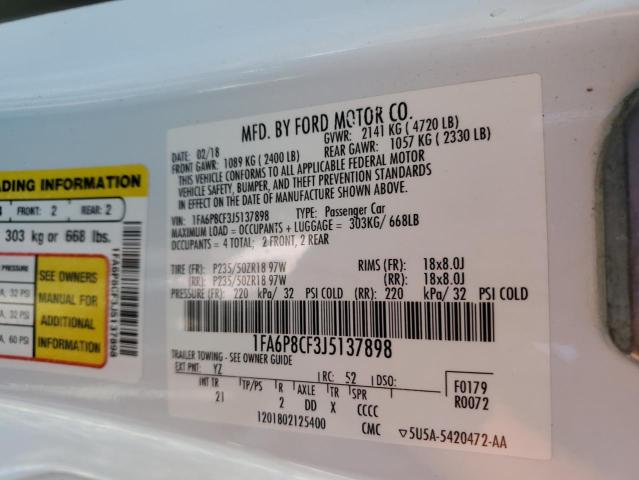 MFD. BY FORD MOTOR CO.
DATE: 02/18 GVWR: 2141 KG ( 4720 LB)
FRONT GAWR: 1089 KG ( 2400 LB) REAR GAWR: 1057 KG ( 2330 LB)
THIS VEHICLE CONFORMS TO ALL APPLICABLE FEDERAL MOTOR
VEHICLE SAFETY, BUMPER, AND THEFT PREVENTION STANDARDS
IN EFFECT ON THE DATE OF MANUFACTURE SHOWN ABOVE.
VIN: 1FA6P8CF3J5137898 TYPE: Passenger Car
MAXIMUM LOAD = OCCUPANTS + LUGGAGE = 303KG/ 668LB
OCCUPANTS = 4 TOTAL; 2 FRONT, 2 REAR
TIRE (FR): P235/50ZR18 97W RIMS (FR): 18x8.0J
(RR): P235/50ZR18 97W (RR): 18x8.0J
PRESSURE (FR): 220 kPa/ 32 PSI COLD (RR): 220 kPa/ 32 PSI COLD
1FA6P8CF3J5137898
TRAILER TOWING - SEE OWNER GUIDE
EXT PNT: YZ RC: 52 DSO: F0179
INT TR TP/PS R AXLE TR SPR R0072
21 2 DD X CCCC
1201802125400 CMC ▽5U5A-5420472-AA
ADING INFORMATION
FRONT: 2 REAR: 2
303 kg or 668 lbs.
PRESSURE
SEE OWNERS
MANUAL FOR
ADDITIONAL
INFORMATION
A, 32 PSI
A, 32 PSI
A, 60 PSI
1FA6P8CF3J5137898